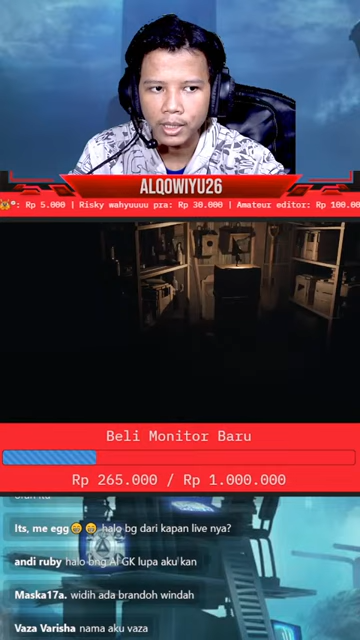 ALQOWIYU26
: Rp 5.000 | Risky wahyuuuu pra: Rp 30.000 | Amateur editor: Rp 100.00
Beli Monitor Baru
Rp 265.000 / Rp 1.000.000
Its, me egg😄😄 halo bg dari kapan live nya?
andi ruby halo bng Al GK lupa aku kan
Maska17a. widih ada brandoh windah
Vaza Varisha nama aku vaza